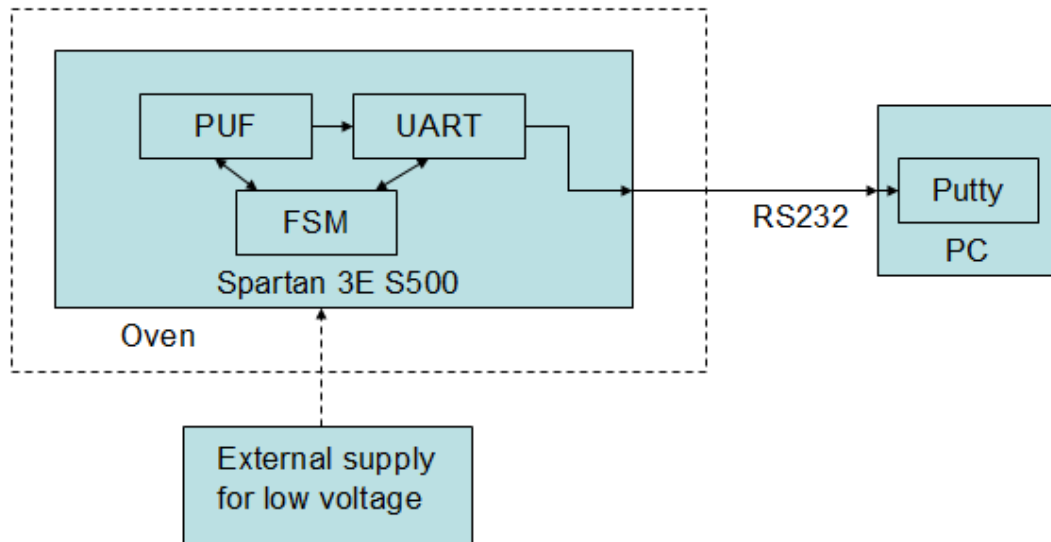 PUF
UART
FSM
Spartan 3E S500
Oven
RS232
Putty
PC
External supply
for low voltage